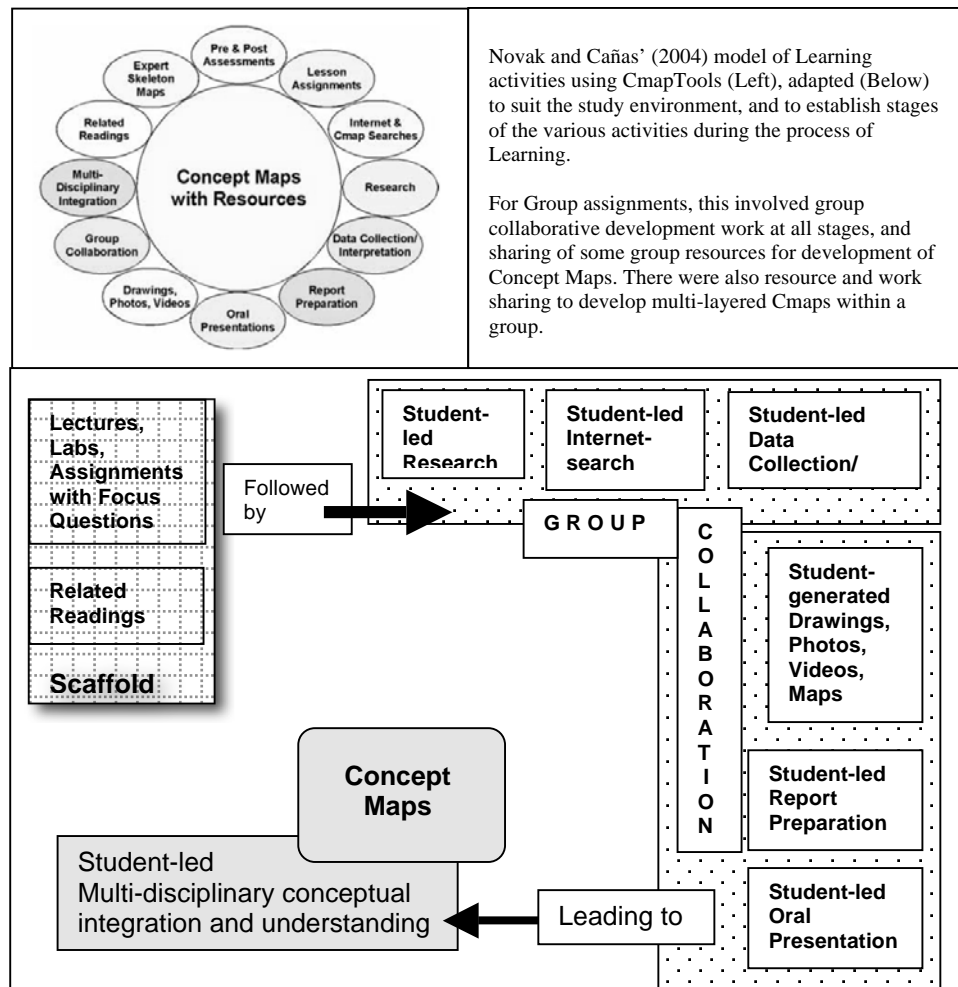 Pre & Post
Assessments
Lesson
Assignments
Internet &
Cmap Searches
Research
Data Collection/
Interpretation
Report
Preparation
Oral
Presentations
Drawings,
Photos, Videos
Group
Collaboration
Multi-
Disciplinary
Integration
Related
Readings
Expert
Skeleton
Maps
Concept Maps
with Resources
Novak and Cañas’ (2004) model of Learning
activities using CmapTools (Left), adapted (Below)
to suit the study environment, and to establish stages
of the various activities during the process of
Learning.
For Group assignments, this involved group
collaborative development work at all stages, and
sharing of some group resources for development of
Concept Maps. There were also resource and work
sharing to develop multi-layered Cmaps within a
group.
Lectures,
Labs,
Assignments
with Focus
Questions
Related
Readings
Scaffold
Followed
by
Student-
led
Research
Student-led
Internet-
search
Student-led
Data
Collection/
G R O U P
C
O
L
L
A
B
O
R
A
T
I
O
N
Student-
generated
Drawings,
Photos,
Videos,
Maps
Student-led
Report
Preparation
Student-led
Oral
Presentation
Leading to
Concept
Maps
Student-led
Multi-disciplinary conceptual
integration and understanding